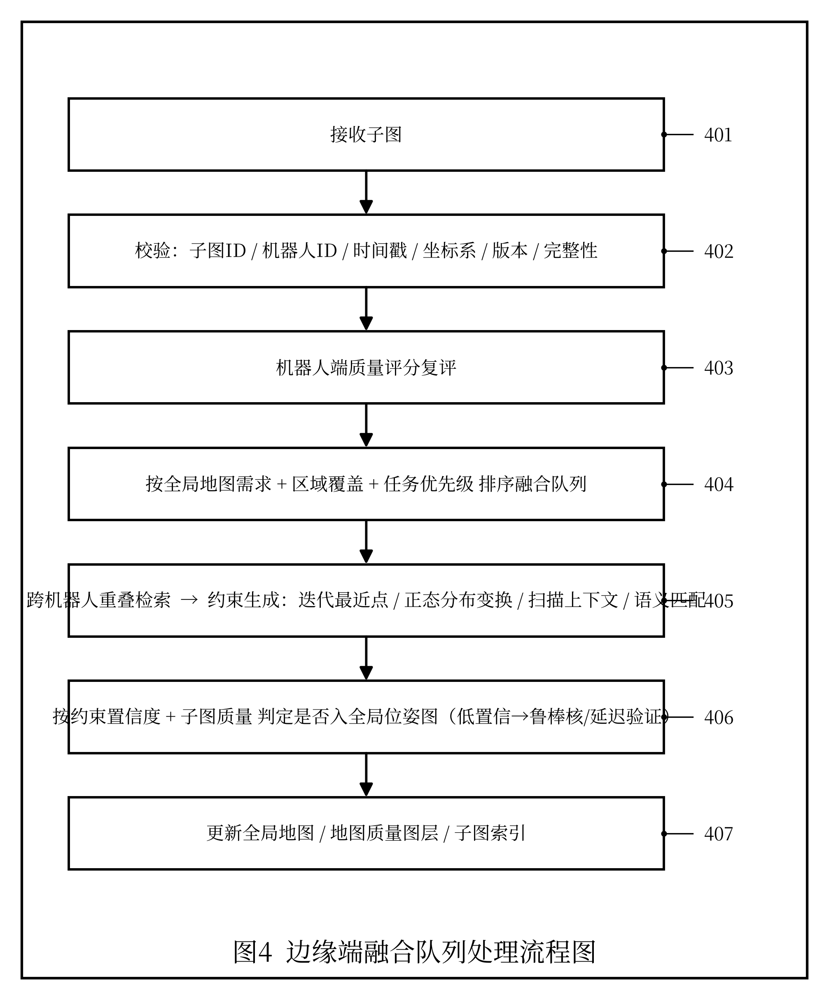 接收子图 401
校验：子图ID / 机器人ID / 时间戳 / 坐标系 / 版本 / 完整性 402
机器人端质量评分复评 403
按全局地图需求 + 区域覆盖 + 任务优先级 排序融合队列 404
跨机器人重叠检索 → 约束生成：迭代最近点 / 正态分布变换 / 扫描上下文 / 语义匹配 405
按约束置信度 + 子图质量 判定是否入全局位姿图（低置信→鲁棒核/延迟验证） 406
更新全局地图 / 地图质量图层 / 子图索引 407
图4 边缘端融合队列处理流程图